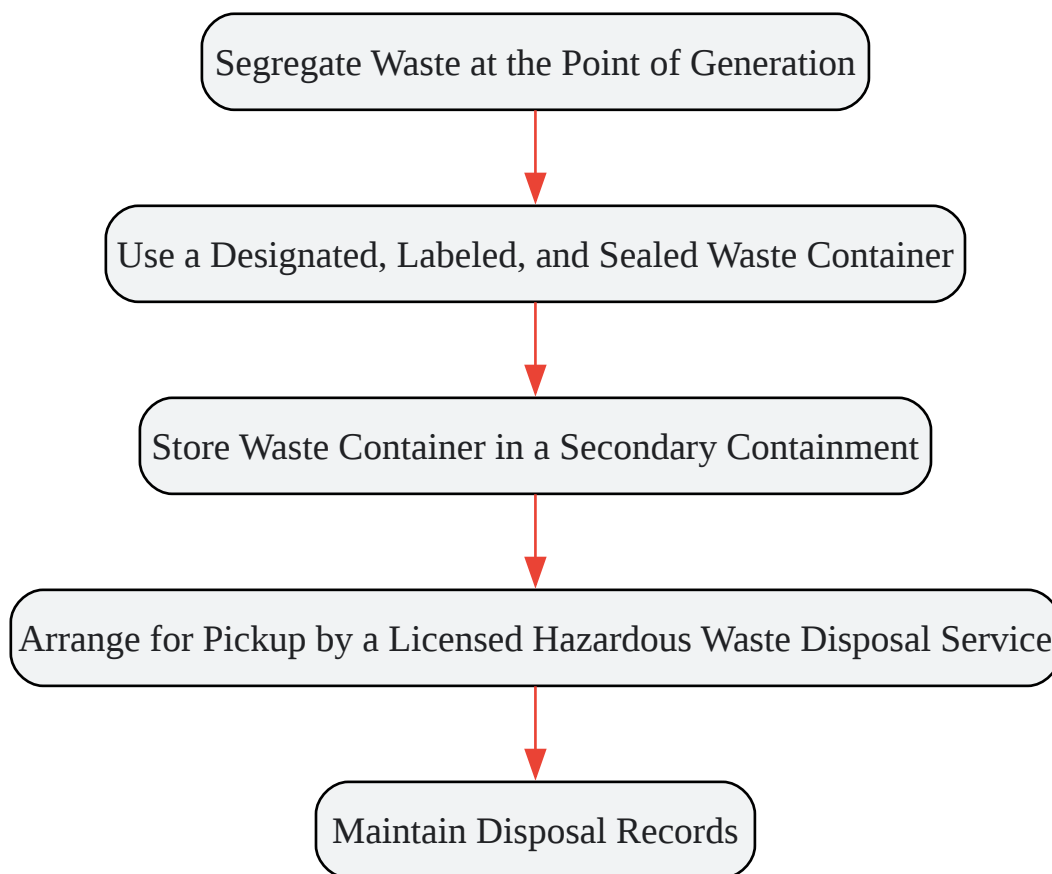 Segregate Waste at the Point of Generation
Use a Designated, Labeled, and Sealed Waste Container
Store Waste Container in a Secondary Containment
Arrange for Pickup by a Licensed Hazardous Waste Disposal Service
Maintain Disposal Records